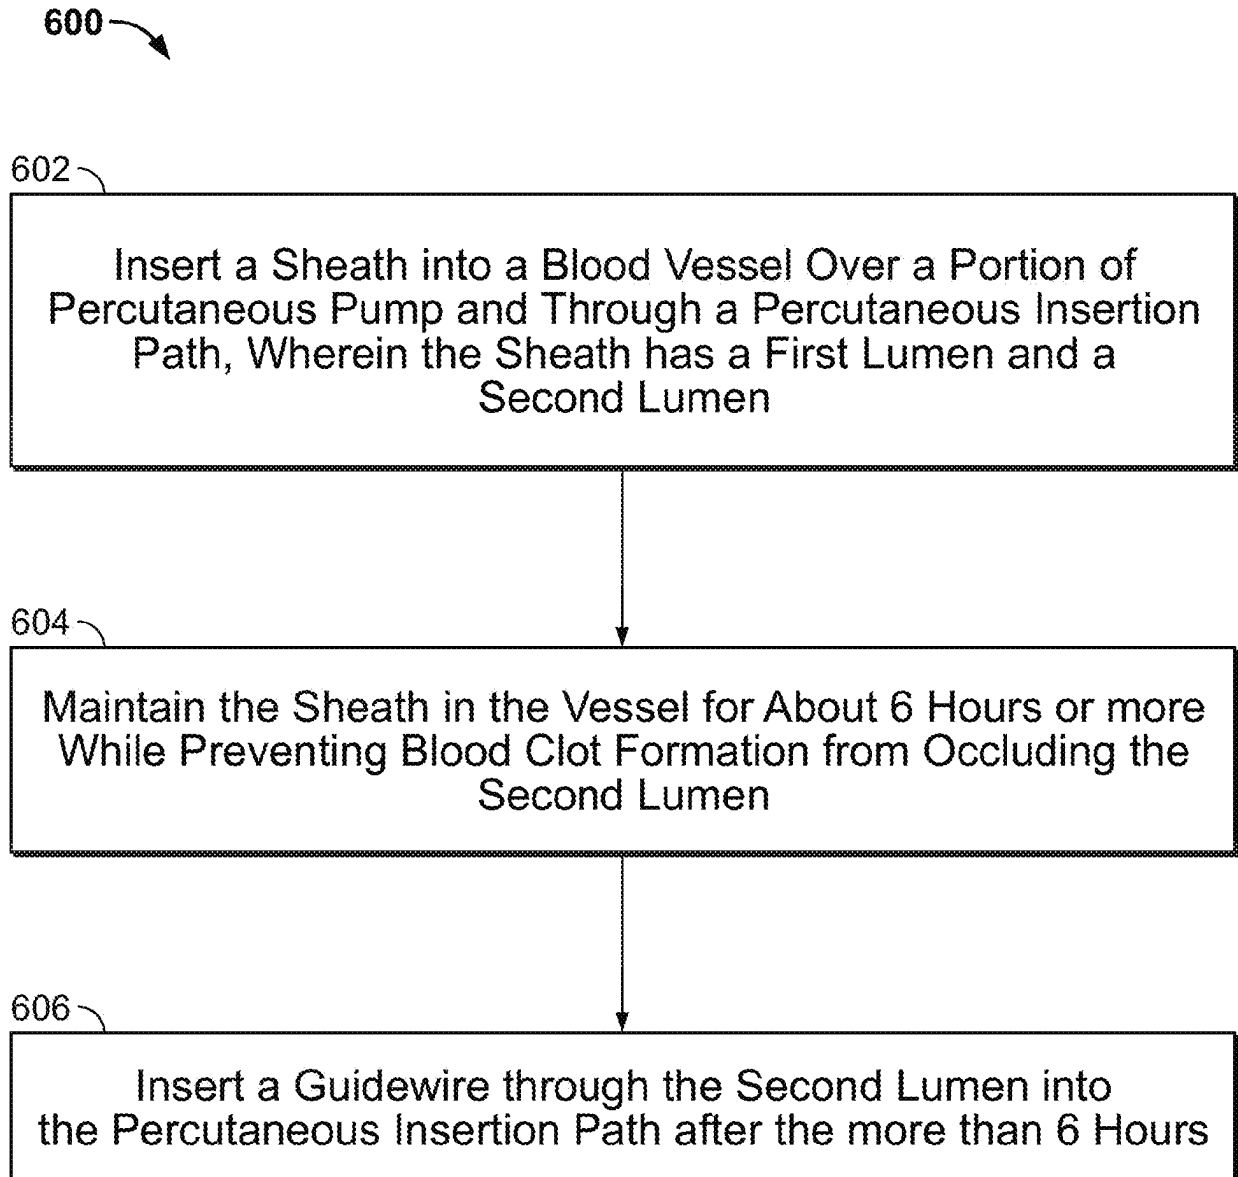 600
602
Insert a Sheath into a Blood Vessel Over a Portion of
Percutaneous Pump and Through a Percutaneous Insertion
Path, Wherein the Sheath has a First Lumen and a
Second Lumen
604
Maintain the Sheath in the Vessel for About 6 Hours or more
While Preventing Blood Clot Formation from Occluding the
Second Lumen
606
Insert a Guidewire through the Second Lumen into
the Percutaneous Insertion Path after the more than 6 Hours